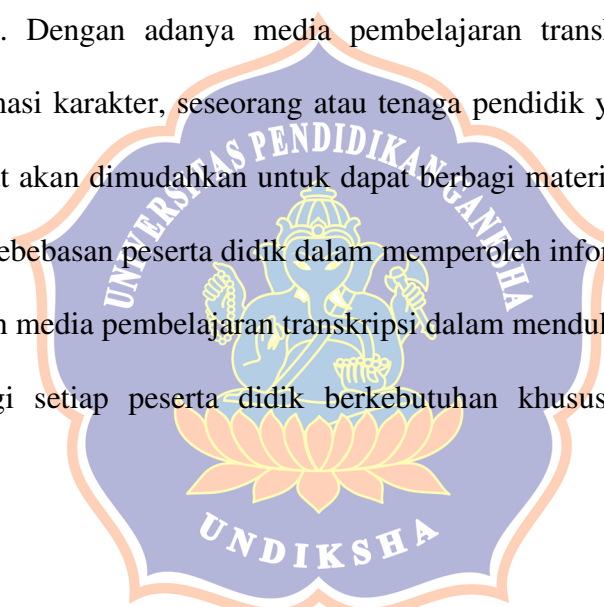 . Dengan adanya media pembelajaran trans
nasi karakter, seseorang atau tenaga pendidik
UNIVERSITAS PENDIDIKAN GANESHA
t akan dimudahkan untuk dapat berbagi materi
ebebasan peserta didik dalam memperoleh infor
n media pembelajaran transkripsi dalam menduk
gi setiap peserta didik berkebutuhan khusus
UNDIKSHA